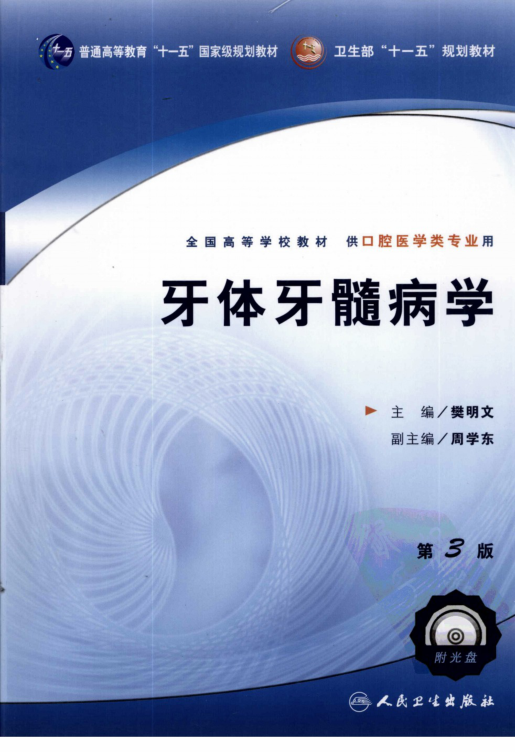 十一五 普通高等教育“十一五”国家级规划教材 卫生部“十一五”规划教材
全国高等学校教材 供口腔医学类专业用
牙体牙髓病学
主 编/樊明文
副主编/周学东
第3版
附光盘
人民卫生出版社